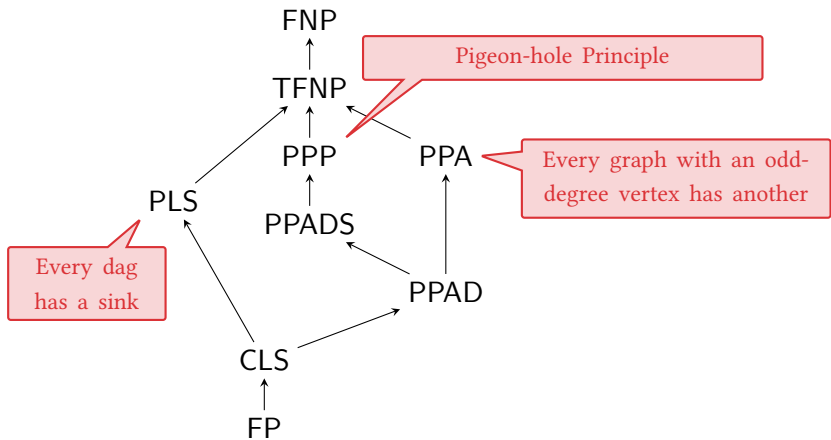 FNP
Pigeon-hole Principle
TFNP
PPP
PPA
Every graph with an odd-
degree vertex has another
PLS
PPADS
Every dag
has a sink
PPAD
CLS
FP